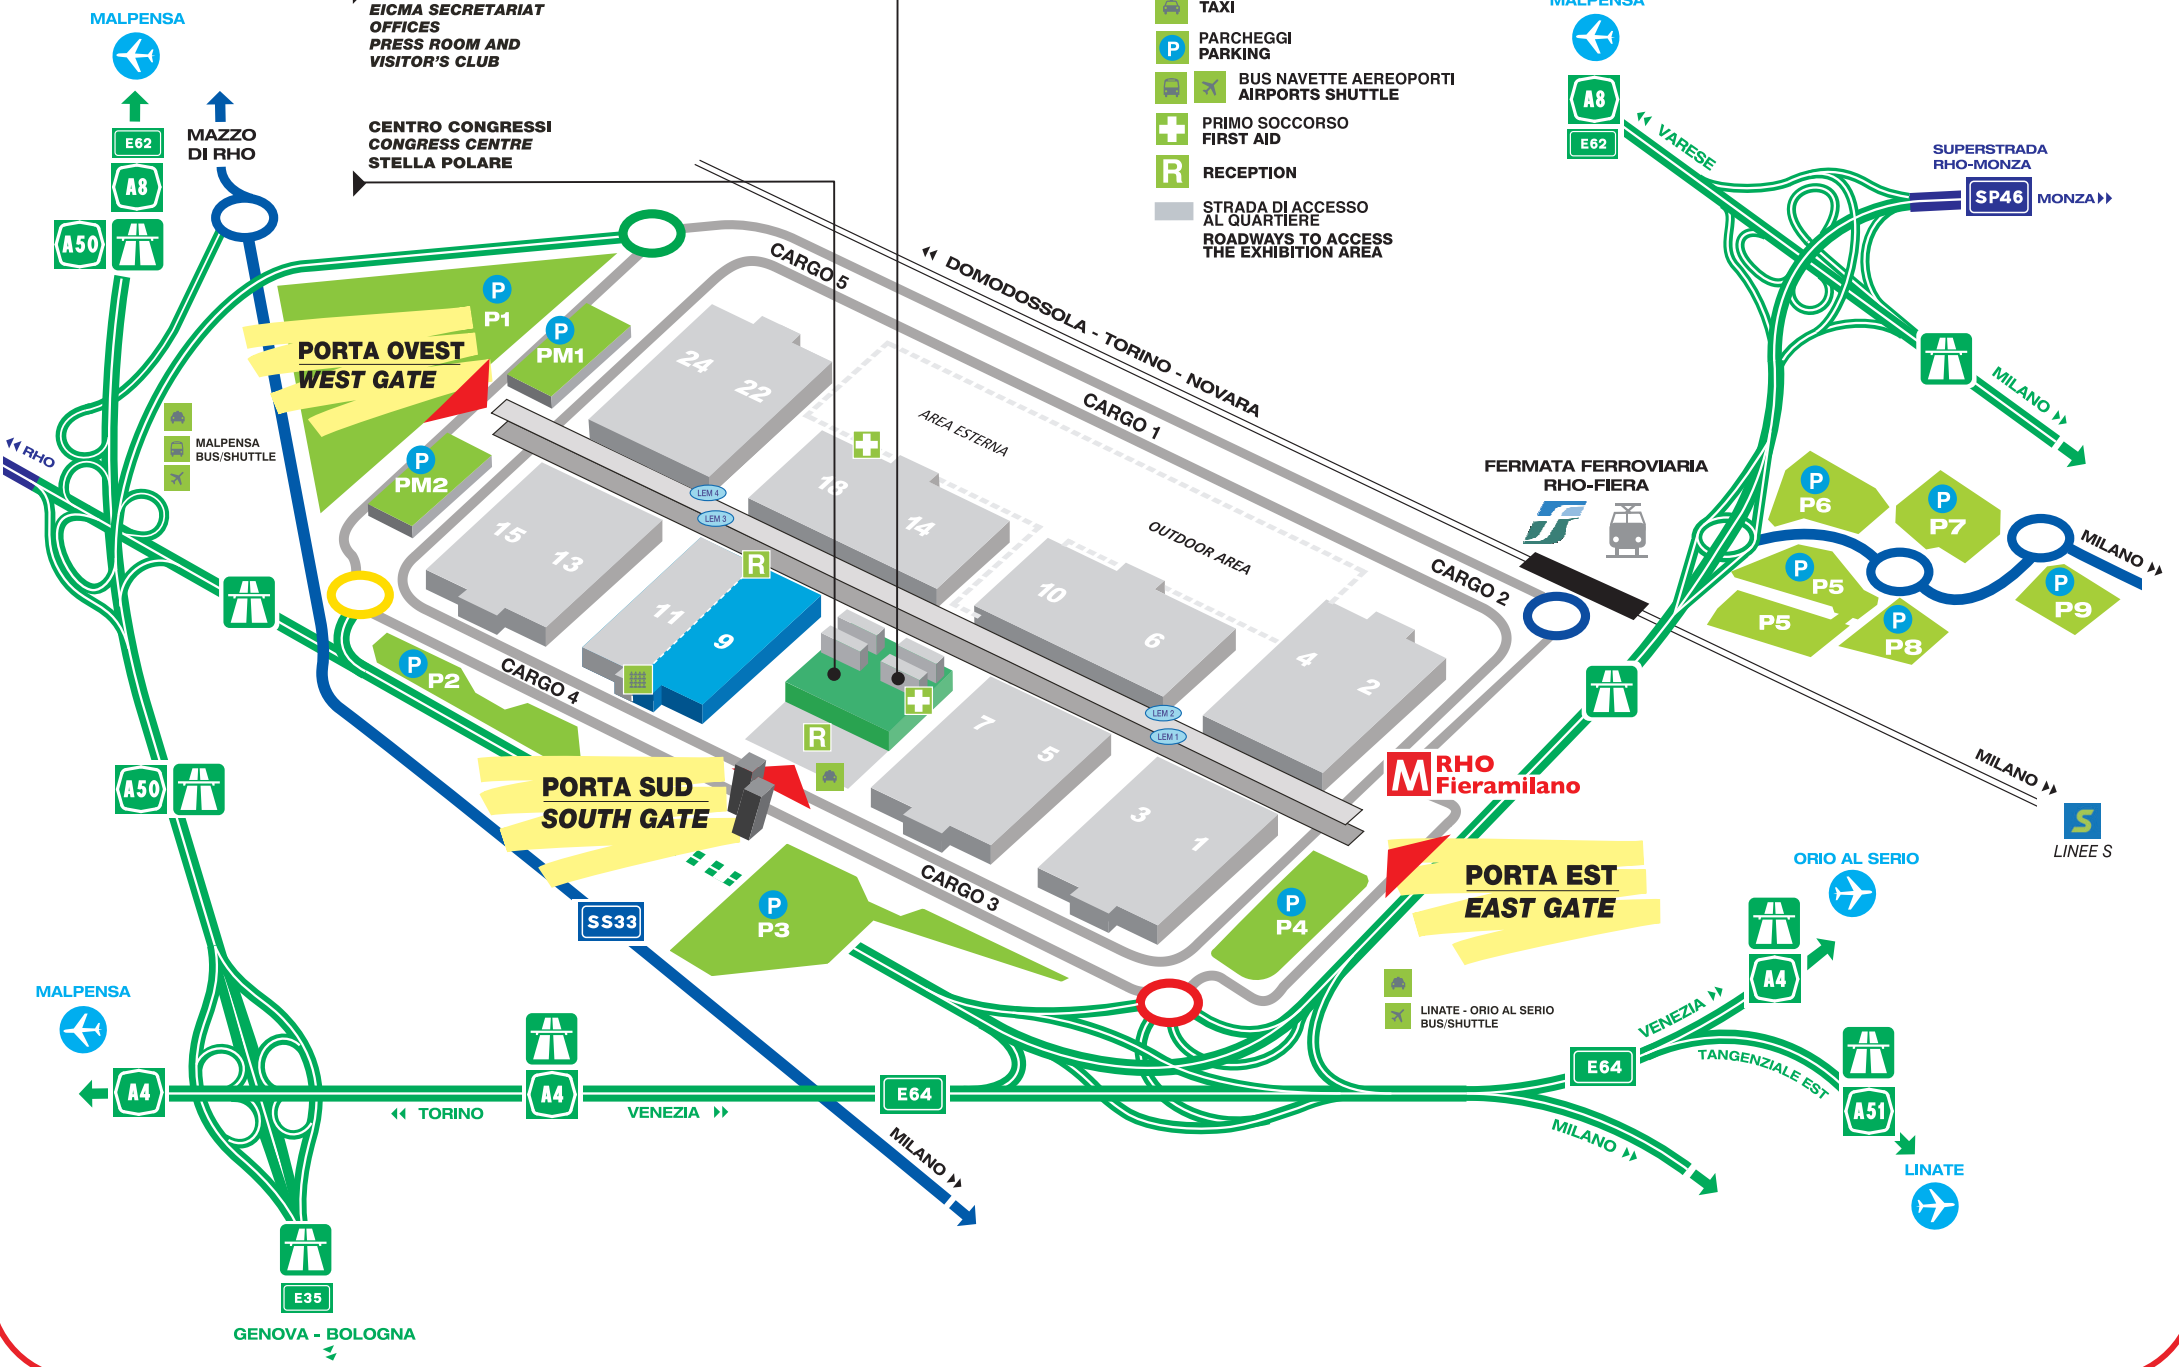 MALPENSA
EICMA SECRETARIAT
OFFICES
PRESS ROOM AND
VISITOR'S CLUB
TAXI
P
PARCHEGGI
PARKING
BUS NAVETTE AEREOPORTI
AIRPORTS SHUTTLE
PRIMO SOCCORSO
FIRST AID
R
RECEPTION
STRADA DI ACCESSO
AL QUARTIERE
ROADWAYS TO ACCESS
THE EXHIBITION AREA
MALPENSA
A8
E62
VARESE
SUPERSTRADA
RHO-MONZA
SP46
MONZA
MILANO
E62
A8
A50
MAZZO
DI RHO
CENTRO CONGRESSI
CONGRESS CENTRE
STELLA POLARE
CARGO 5
DOMODOSSOLA - TORINO - NOVARA
CARGO 1
P
P1
P
PM1
PORTA OVEST
WEST GATE
24
22
AREA ESTERNA
OUTDOOR AREA
MALPENSA
BUS/SHUTTLE
RHO
P
PM2
LEM 4
LEM 3
18
14
15
13
R
11
9
10
6
4
2
CARGO 2
FERMATA FERROVIARIA
RHO-FIERA
P
P6
P
P7
MILANO
P
P5
P5
P
P8
P
P9
P
P2
CARGO 4
R
7
5
LEM 2
LEM 1
3
1
M
RHO
Fieramilano
MILANO
S
LINEE S
A50
PORTA SUD
SOUTH GATE
SS33
P
P3
CARGO 3
P
P4
PORTA EST
EAST GATE
LINATE - ORIO AL SERIO
BUS/SHUTTLE
ORIO AL SERIO
A4
VENEZIA
TANGENZIALE EST
E64
A51
LINATE
MILANO
MALPENSA
A4
TORINO
A4
VENEZIA
E64
MILANO
E35
GENOVA - BOLOGNA